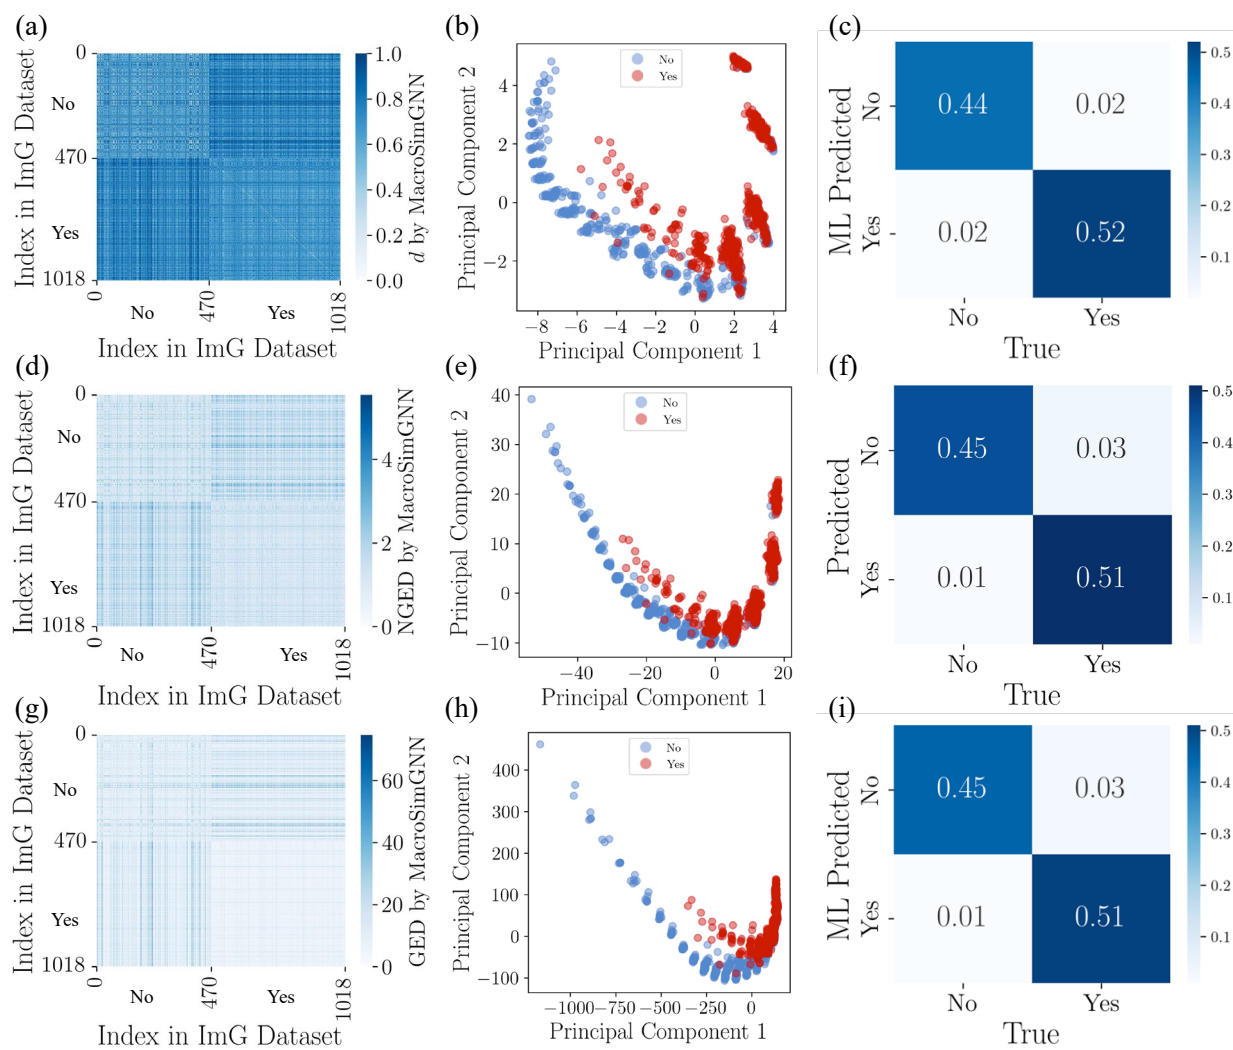 (a)
Index in ImG Dataset
0
No
470
Yes
1018
0
No
470
Yes
1018
Index in ImG Dataset
1.0
0.8
0.6
0.4
0.2
0.0
d by MacroSimGNN
(b)
Principal Component 2
4
2
0
−2
No
Yes
−8
−6
−4
−2
0
2
4
Principal Component 1
(c)
ML Predicted
No
Yes
0.44
0.02
0.02
0.52
No
Yes
True
0.5
0.4
0.3
0.2
0.1
(d)
Index in ImG Dataset
0
No
470
Yes
1018
0
No
470
Yes
1018
Index in ImG Dataset
4
2
0
NGED by MacroSimGNN
(e)
Principal Component 2
40
30
20
10
0
−10
No
Yes
−40
−20
0
20
Principal Component 1
(f)
Predicted
No
Yes
0.45
0.03
0.01
0.51
No
Yes
True
0.5
0.4
0.3
0.2
0.1
(g)
Index in ImG Dataset
0
No
470
Yes
1018
0
No
470
Yes
1018
Index in ImG Dataset
60
40
20
0
GED by MacroSimGNN
(h)
Principal Component 2
400
300
200
100
0
−100
No
Yes
−1000
−750
−500
−250
0
Principal Component 1
(i)
ML Predicted
No
Yes
0.45
0.03
0.01
0.51
No
Yes
True
0.5
0.4
0.3
0.2
0.1